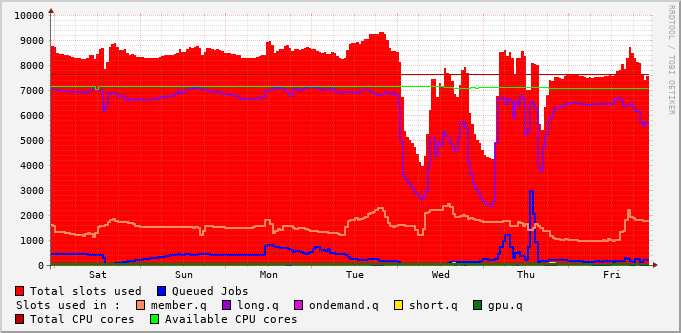 10000
9000
8000
7000
6000
5000
4000
3000
2000
1000
0
Sat Sun Mon Tue Wed Thu Fri
RRDTOOL / TOBI OETIKER
Total slots used Queued Jobs
Slots used in : member.q long.q ondemand.q short.q gpu.q
Total CPU cores Available CPU cores